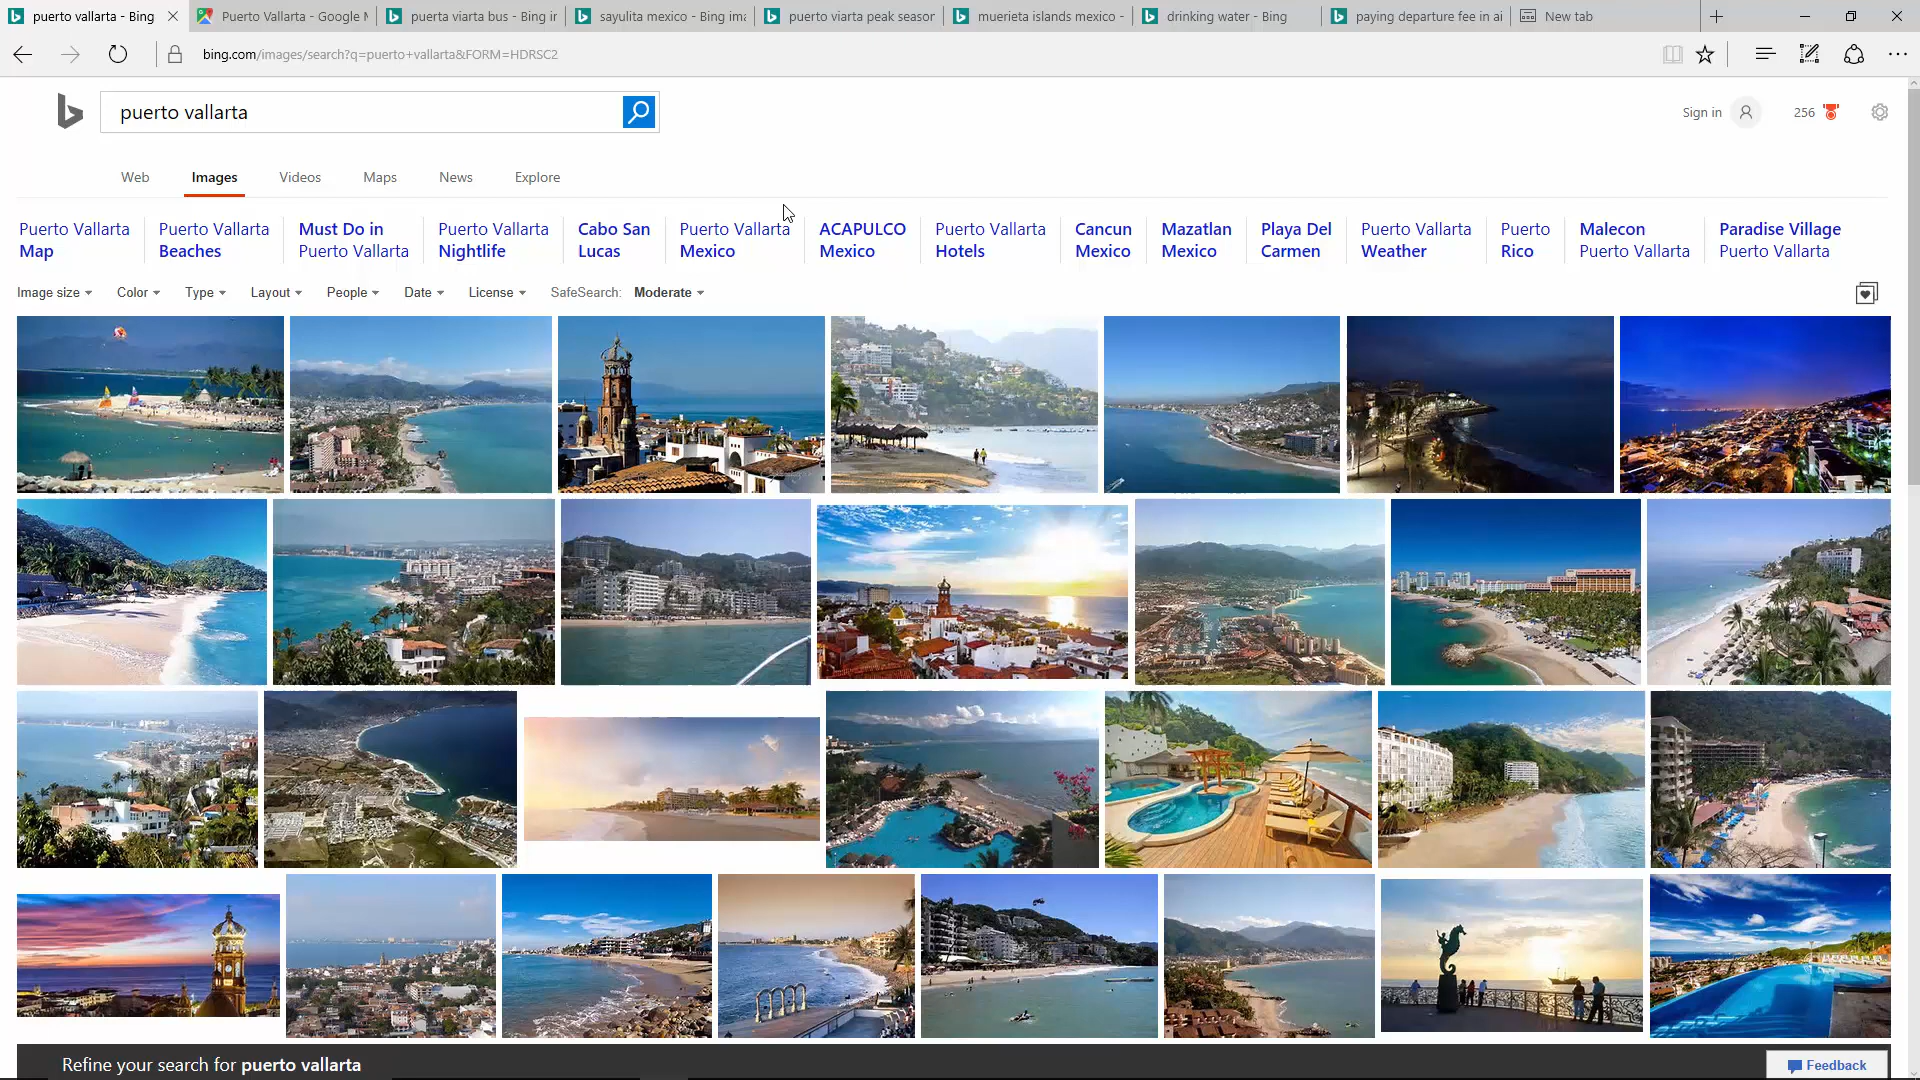 puerto vallarta - Bing
Puerto Vallarta - Google M
puerta viarta bus - Bing in
sayulita mexico - Bing ima
puerto viarta peak seasor
muerieta islands mexico -
drinking water - Bing
paying departure fee in ai
New tab
bing.com/images/search?q=puerto+vallarta&FORM=HDRSC2
puerto vallarta
Sign in
256
Web
Images
Videos
Maps
News
Explore
Puerto Vallarta
Map
Puerto Vallarta
Beaches
Must Do in
Puerto Vallarta
Puerto Vallarta
Nightlife
Cabo San
Lucas
Puerto Vallarta
Mexico
ACAPULCO
Mexico
Puerto Vallarta
Hotels
Cancun
Mexico
Mazatlan
Mexico
Playa Del
Carmen
Puerto Vallarta
Weather
Puerto
Rico
Malecon
Puerto Vallarta
Paradise Village
Puerto Vallarta
Image size
Color
Type
Layout
People
Date
License
SafeSearch: Moderate
Refine your search for puerto vallarta
Feedback